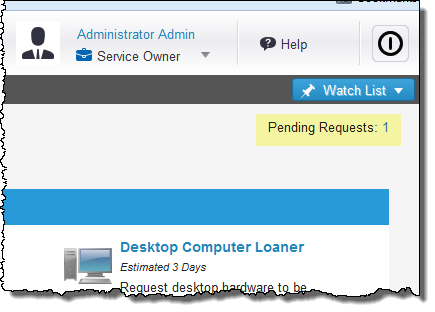 Administrator Admin
Service Owner
Help
Watch List
Pending Requests: 1
Desktop Computer Loaner
Estimated 3 Days
Request desktop hardware to be